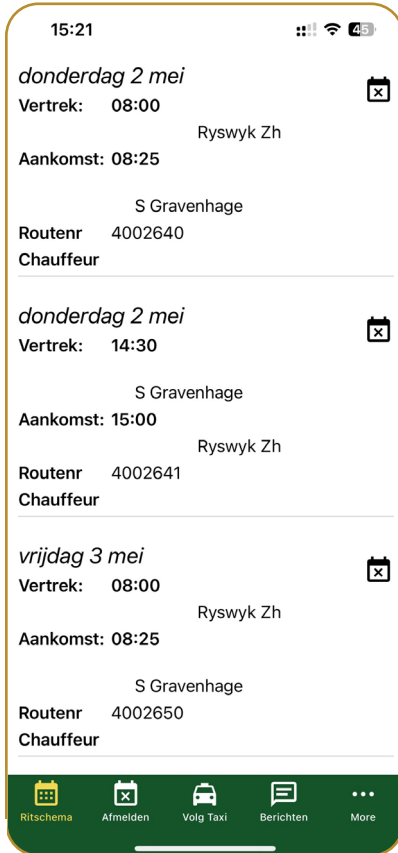 15:21
45
donderdag 2 mei
Vertrek: 08:00
Ryswyk Zh
Aankomst: 08:25
S Gravenhage
Routenr 4002640
Chauffeur
donderdag 2 mei
Vertrek: 14:30
S Gravenhage
Aankomst: 15:00
Ryswyk Zh
Routenr 4002641
Chauffeur
vrijdag 3 mei
Vertrek: 08:00
Ryswyk Zh
Aankomst: 08:25
S Gravenhage
Routenr 4002650
Chauffeur
Ritschema Afmelden Volg Taxi Berichten More